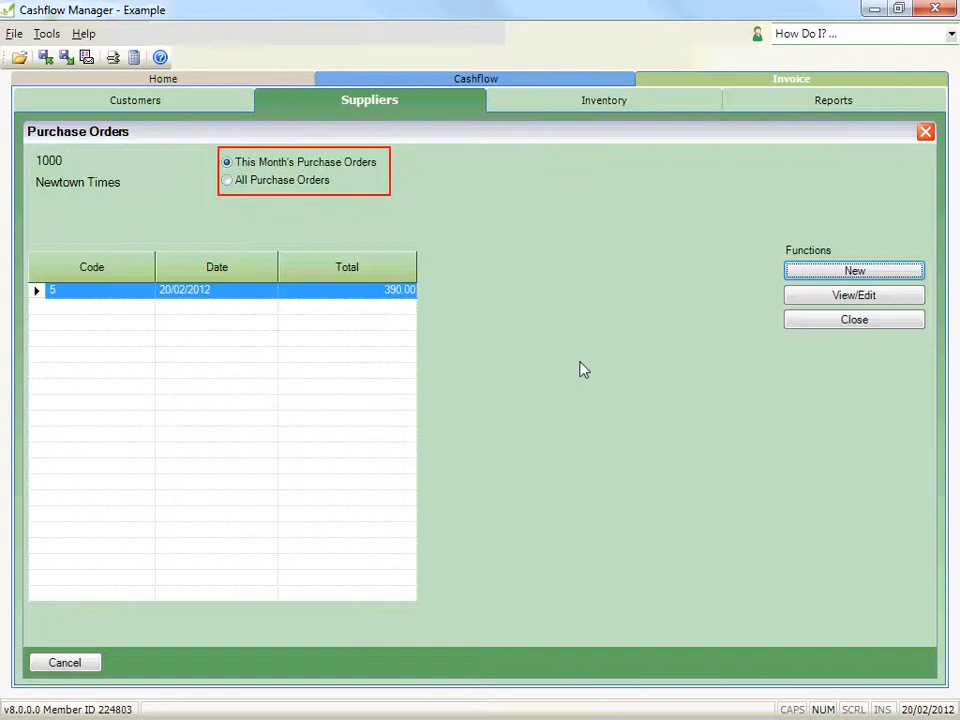 Cashflow Manager - Example
File Tools Help
How Do I? ...
Home Cashflow Invoice
Customers Suppliers Inventory Reports
Purchase Orders
1000
Newtown Times
This Month's Purchase Orders
All Purchase Orders
Functions
New
View/Edit
Close
Code Date Total
5 20/02/2012 390.00
Cancel
v8.0.0.0 Member ID 224803
CAPS NUM SCRL INS 20/02/2012